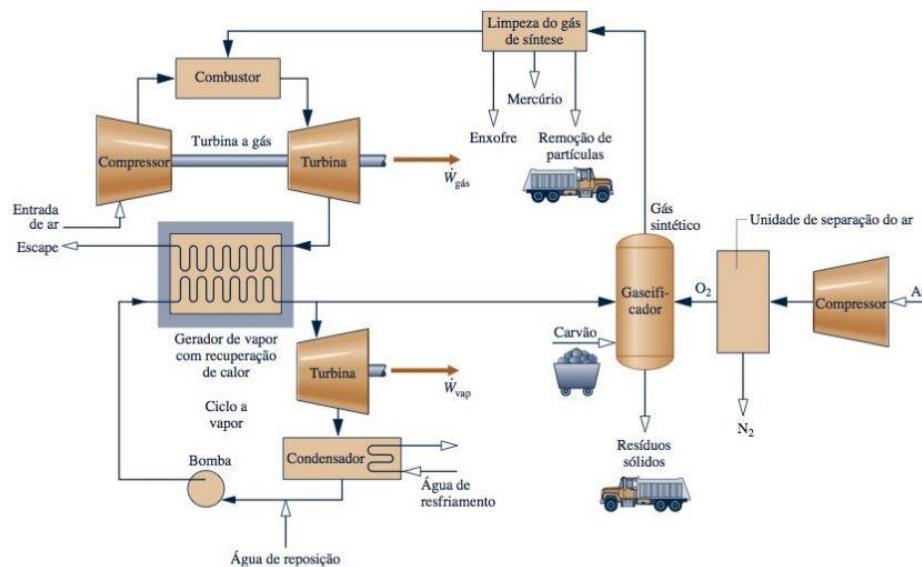 Limpeza do gás
de síntese
Combustor
Mercúrio
Enxofre
Remoção de
partículas
Turbina a gás
Compressor
Turbina
Ẇgás
Entrada
de ar
Escape
Gás
sintético
Unidade de separação do ar
Gaseifi-
cador
O2
Compressor
Carvão
Gerador de vapor
com recuperação
de calor
Turbina
Ẇvap
N2
Ciclo a
vapor
Condensador
Resíduos
sólidos
Bomba
Água de
resfriamento
Água de reposição